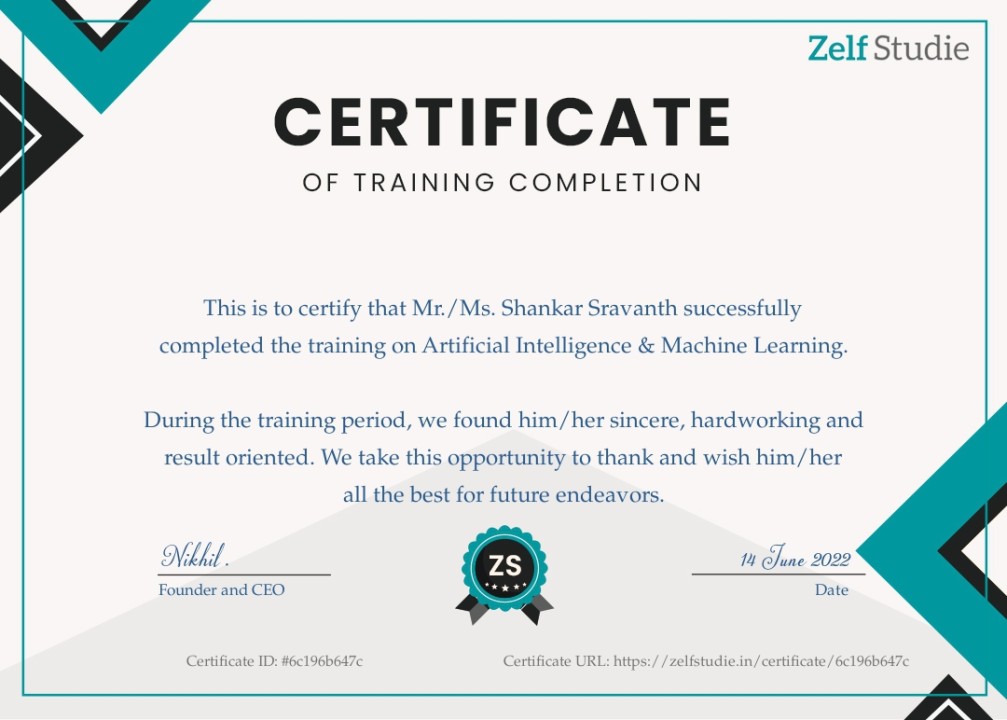 Zelf Studie
CERTIFICATE
OF TRAINING COMPLETION
This is to certify that Mr./Ms. Shankar Sravanth successfully
completed the training on Artificial Intelligence & Machine Learning.
During the training period, we found him/her sincere, hardworking and
result oriented. We take this opportunity to thank and wish him/her
all the best for future endeavors.
Nikhil .
14 June 2022
ZS
Founder and CEO
Date
Certificate ID: #6c196b647c
Certificate URL: https://zelfstudie.in/certificate/6c196b647c